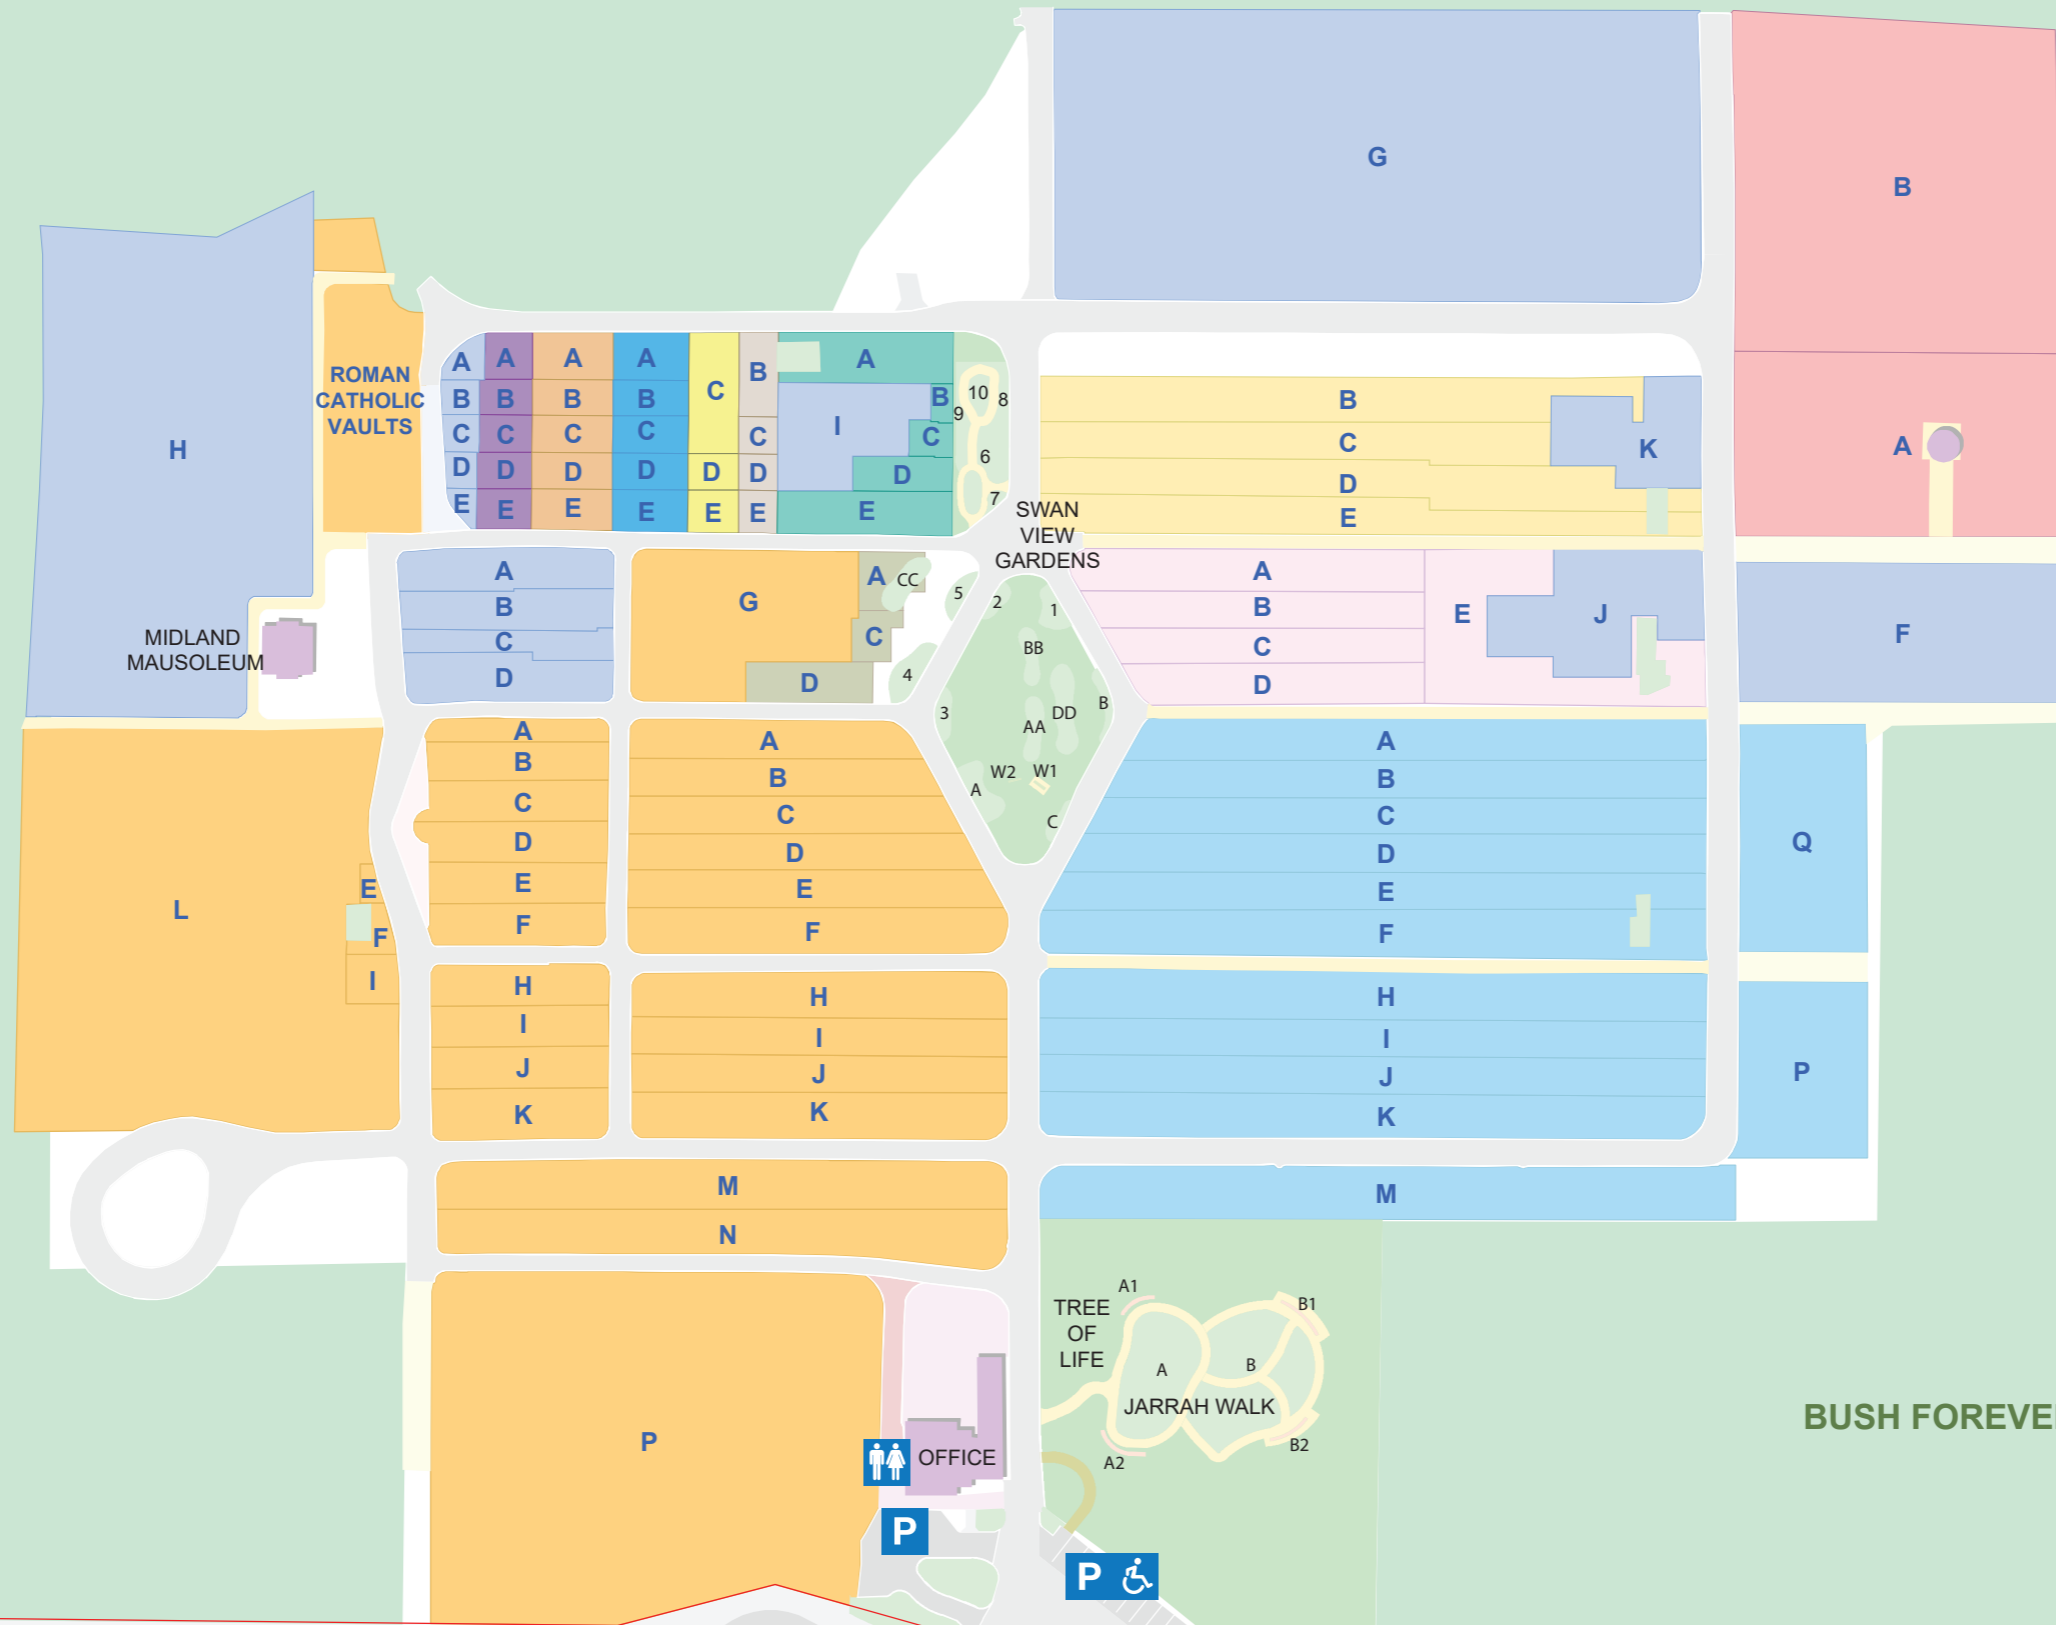 G
B
H
ROMAN
CATHOLIC
VAULTS
A A A A C B A
B B B B I B
C C C C C C
D D D D D D D
E E E E E E E
10
8
9
6
7
B
C
D
E
K
A
SWAN
VIEW
GARDENS
A
B
C
D
G
A
CC
C
D
5
4
2
1
BB
3
DD
B
AA
W2 W1
A
C
A
B
C
D
E
J
F
MIDLAND
MAUSOLEUM
L
E
F
I
A
B
C
D
E
F
A
B
C
D
E
F
A
B
C
D
E
F
Q
H
I
J
K
H
I
J
K
H
I
J
K
P
M
N
M
P
TREE
OF
LIFE
A1
B1
A
B
JARRAH WALK
A2
B2
OFFICE
P
P
BUSH FOREVE